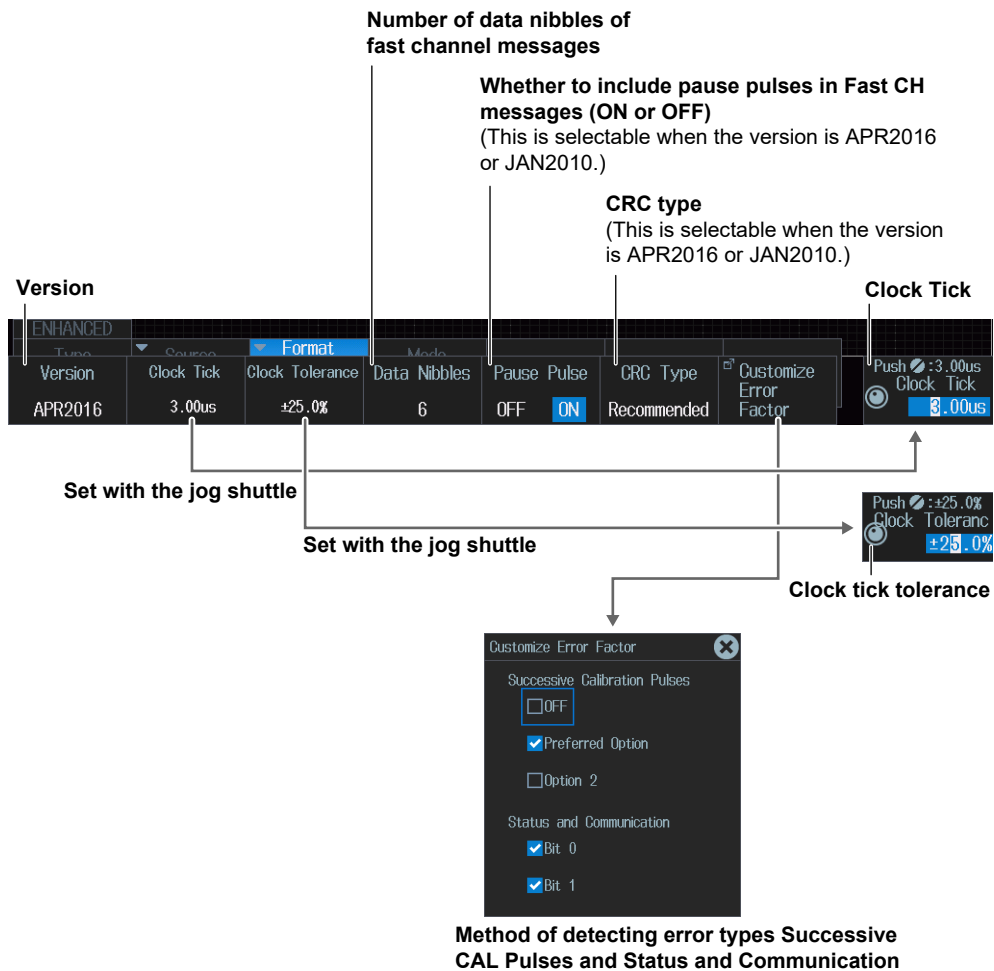 Number of data nibbles of
fast channel messages
Whether to include pause pulses in Fast CH
messages (ON or OFF)
(This is selectable when the version is APR2016
or JAN2010.)
CRC type
(This is selectable when the version
is APR2016 or JAN2010.)
Version
Clock Tick
ENHANCED
Type Source Format Mode
Version Clock Tick Clock Tolerance Data Nibbles Pause Pulse CRC Type Customize
Error
Factor
APR2016 3.00us ±25.0% 6 OFF ON Recommended
Push :3.00us
Clock Tick
3.00us
Set with the jog shuttle
Push :±25.0%
Clock Toleranc
±25.0%
Set with the jog shuttle
Clock tick tolerance
Customize Error Factor
Successive Calibration Pulses
OFF
Preferred Option
Option 2
Status and Communication
Bit 0
Bit 1
Method of detecting error types Successive
CAL Pulses and Status and Communication